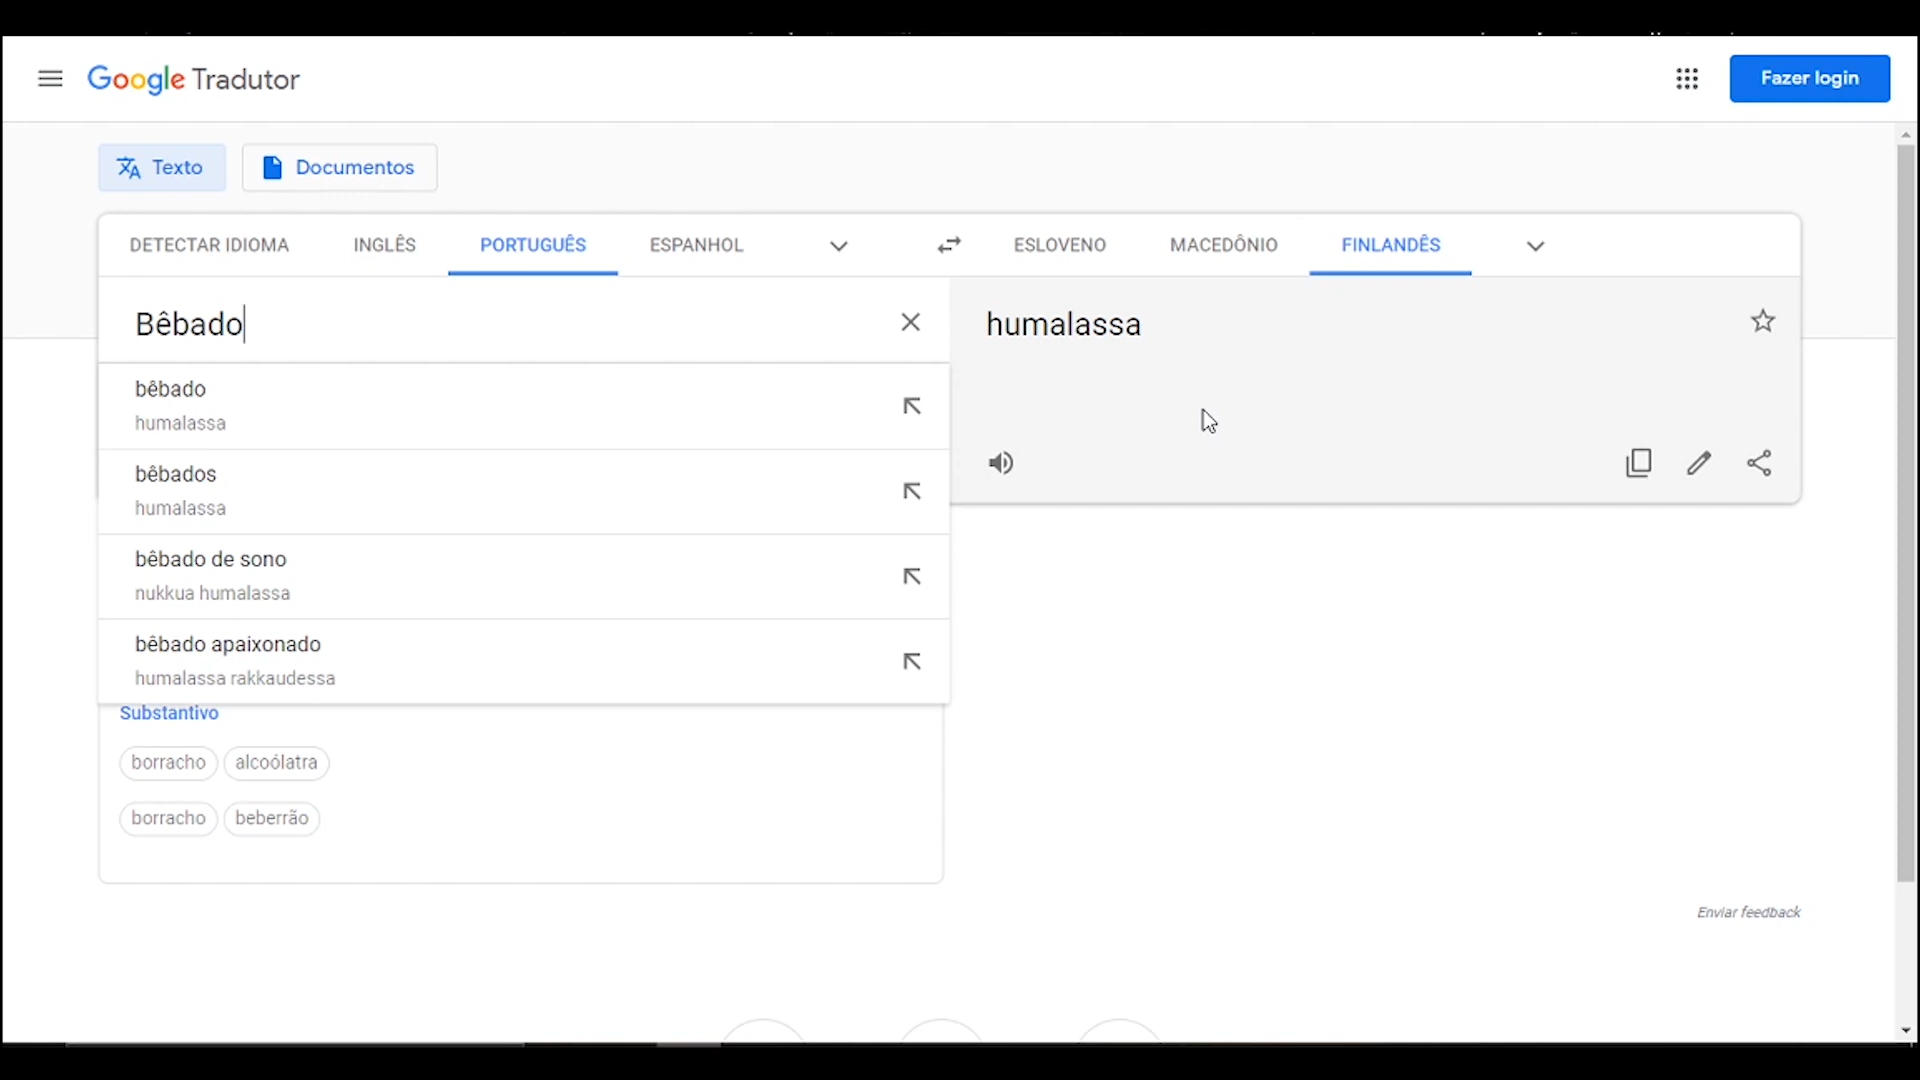 Google Tradutor
Fazer login
Texto
Documentos
DETECTAR IDIOMA INGLÊS PORTUGUÊS ESPANHOL ESLOVENO MACEDÔNIO FINLANDÊS
Bêbado
humalassa
bêbado
humalassa
bêbados
humalassa
bêbado de sono
nukkua humalassa
bêbado apaixonado
humalassa rakkaudessa
Substantivo
borracho alcoólatra
borracho beberrão
Enviar feedback